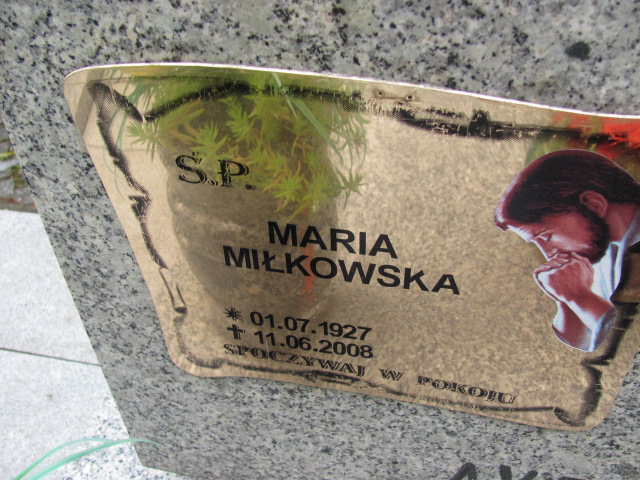 Ś.P.
MARIA
MIŁKOWSKA
✴ 01.07.1927
✝ 11.06.2008
SPOCZYWAJ W POKOJU